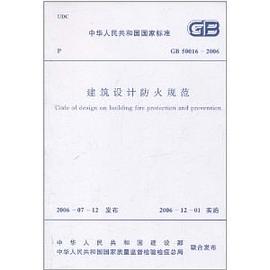 UDC
GB
中华人民共和国国家标准
P
GB 50016-2006
建筑设计防火规范
Code of design on building fire protection and prevention
2006-07-12 发布
2006-12-01 实施
中华人民共和国建设部
中华人民共和国国家质量监督检验检疫总局
联合发布